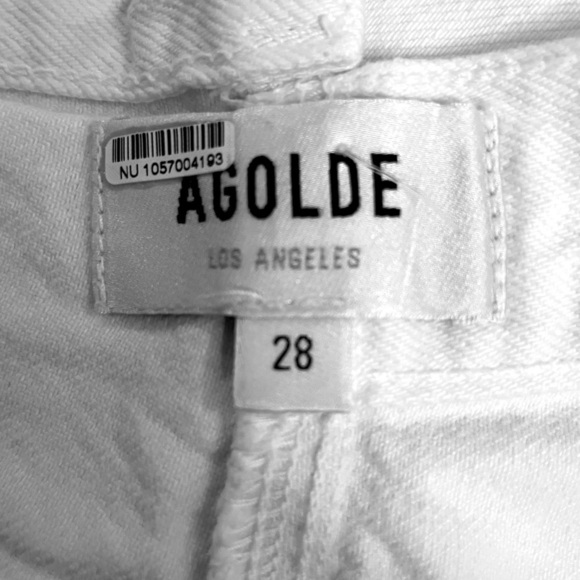 NU 1057004193
AGOLDE
LOS ANGELES
28